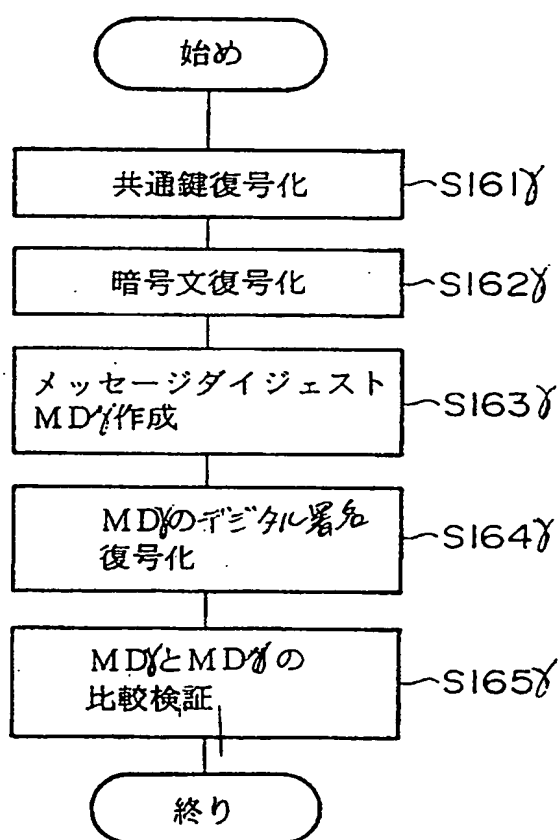 始め
共通鍵復号化
S161γ
暗号文復号化
S162γ
メッセージダイジェスト
MDγ'作成
S163γ
MDγのデジタル署名
復号化
S164γ
MDγとMDγ'の
比較検証
S165γ
終り